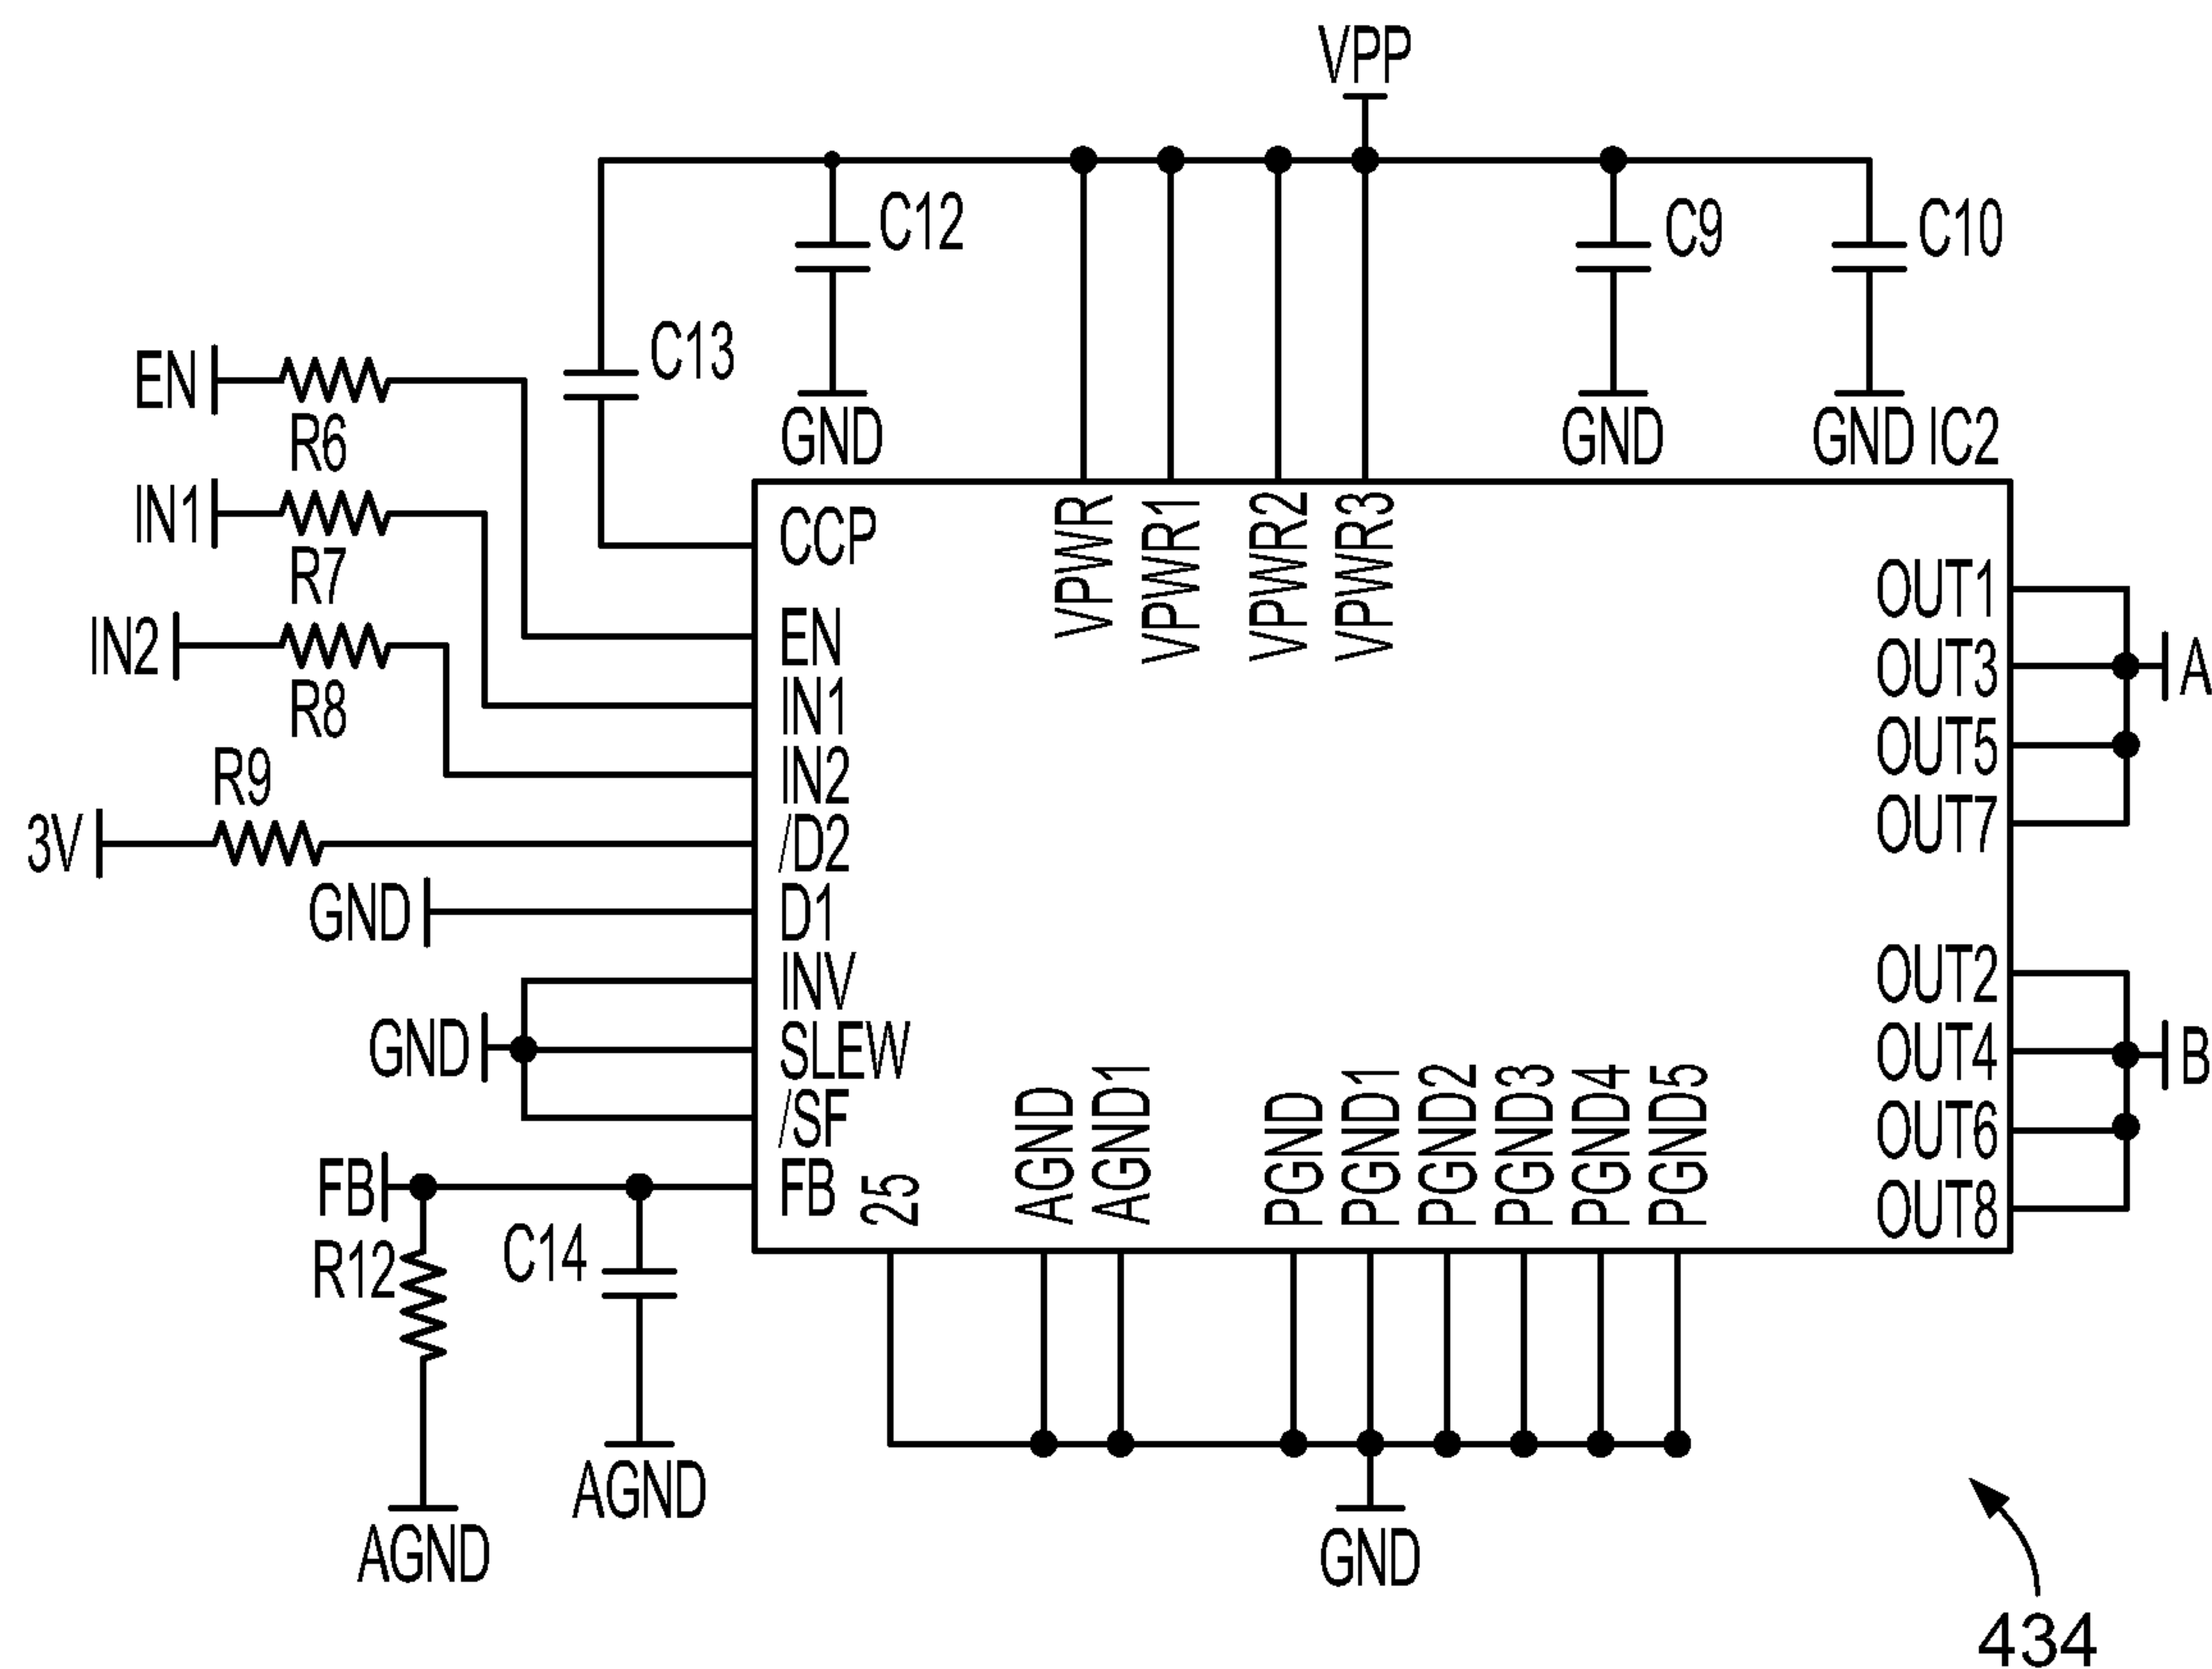 VPP
C12
C9
C10
C13
EN
R6
GND
GND
GND IC2
IN1
R7
IN2
R8
R9
3V
GND
GND
FB
R12
C14
AGND
AGND
CCP
EN
IN1
IN2
/D2
D1
INV
SLEW
/SF
FB
VPWR
VPWR1
VPWR2
VPWR3
25
AGND
AGND1
PGND
PGND1
PGND2
PGND3
PGND4
PGND5
OUT1
OUT3
OUT5
OUT7
A
OUT2
OUT4
OUT6
OUT8
B
GND
434